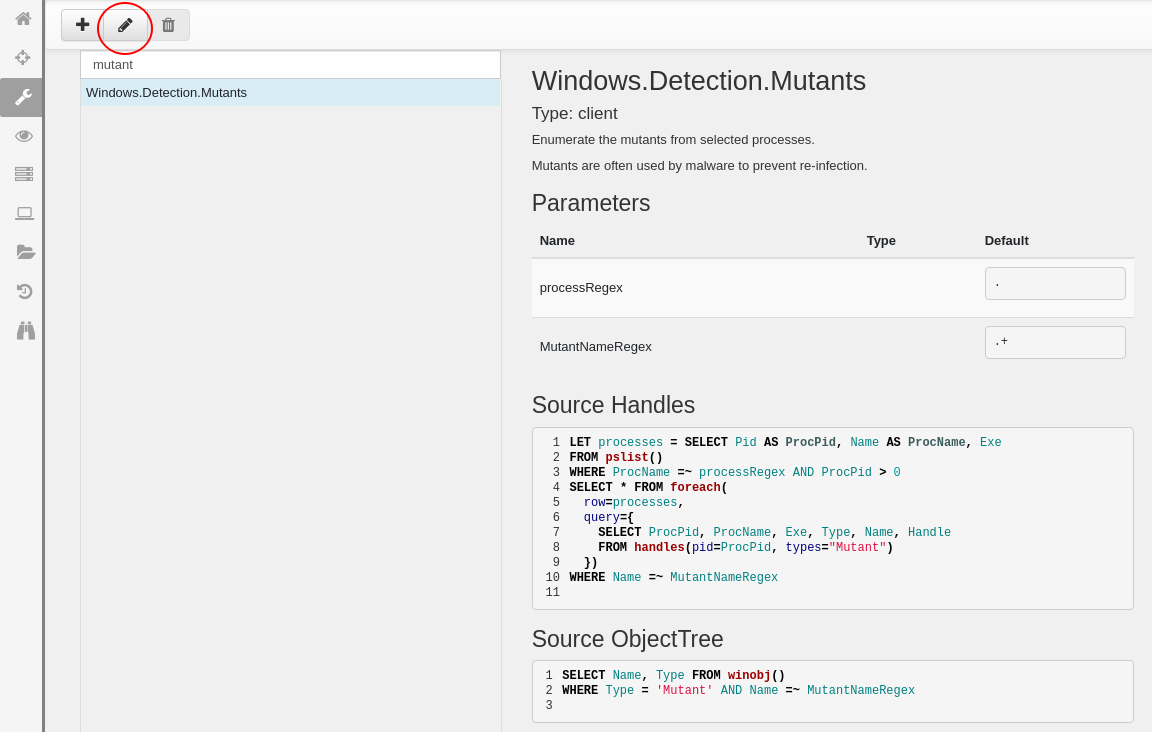 mutant
Windows.Detection.Mutants
Windows.Detection.Mutants
Type: client
Enumerate the mutants from selected processes.
Mutants are often used by malware to prevent re-infection.
Parameters
Name Type Default
processRegex .
MutantNameRegex .+
Source Handles
1 LET processes = SELECT Pid AS ProcPid, Name AS ProcName, Exe
2 FROM pslist()
3 WHERE ProcName =~ processRegex AND ProcPid > 0
4 SELECT * FROM foreach(
5   row=processes,
6   query={
7     SELECT ProcPid, ProcName, Exe, Type, Name, Handle
8     FROM handles(pid=ProcPid, types="Mutant")
9   })
10 WHERE Name =~ MutantNameRegex
11
Source ObjectTree
1 SELECT Name, Type FROM winobj()
2 WHERE Type = 'Mutant' AND Name =~ MutantNameRegex
3